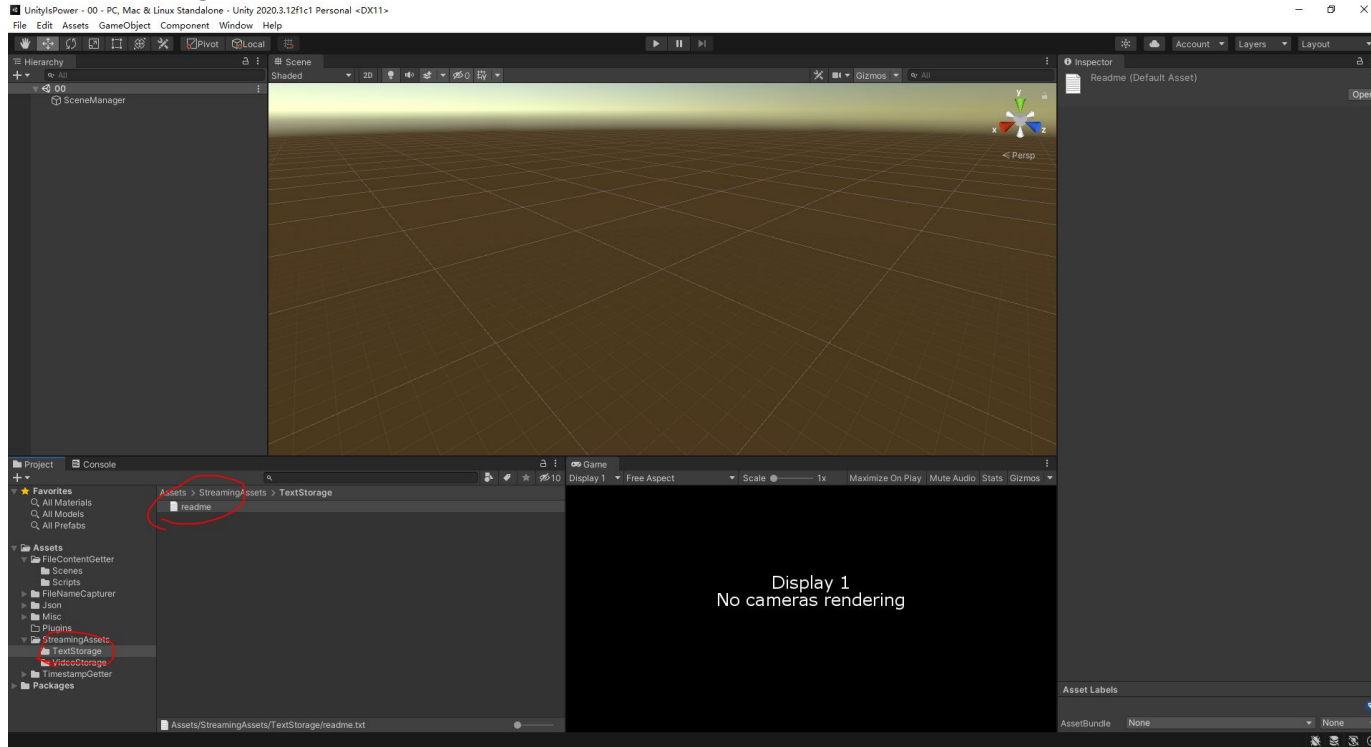 UnityIsPower - 00 - PC, Mac & Linux Standalone - Unity 2020.3.12f1c1 Personal <DX11>
File Edit Assets GameObject Component Window Help
Pivot Local
Account Layers Layout
Hierarchy
All
00
SceneManager
Scene
Shaded 2D 0 Gizmos All
y
x z
Persp
Inspector
Readme (Default Asset)
Open
Project Console
10
Favorites
All Materials
All Models
All Prefabs
Assets
FileContentGetter
Scenes
Scripts
FileNameCapturer
Json
Misc
Plugins
StreamingAssets
TextStorage
VideoStorage
TimestampGetter
Packages
Assets > StreamingAssets > TextStorage
readme
Assets/StreamingAssets/TextStorage/readme.txt
Game
Display 1 Free Aspect Scale 1x Maximize On Play Mute Audio Stats Gizmos
Display 1
No cameras rendering
Asset Labels
AssetBundle None None